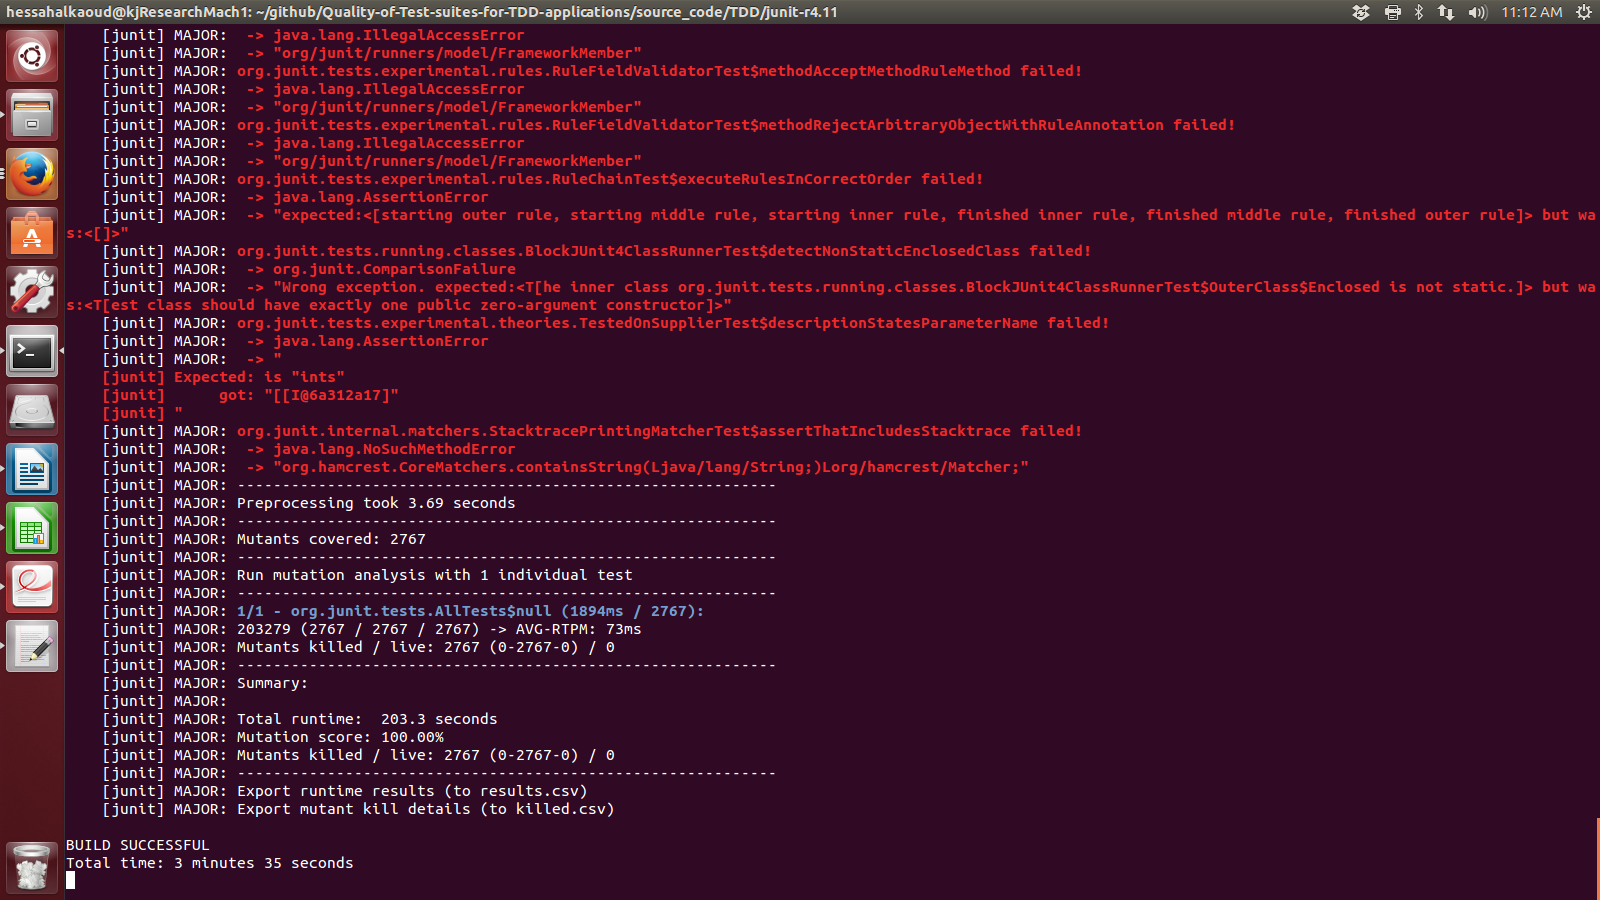 hessahalkaoud@kjResearchMach1: ~/github/Quality-of-Test-suites-for-TDD-applications/source_code/TDD/junit-r4.11
11:12 AM
[junit] MAJOR:  -> java.lang.IllegalAccessError
[junit] MAJOR:  -> "org/junit/runners/model/FrameworkMember"
[junit] MAJOR: org.junit.tests.experimental.rules.RuleFieldValidatorTest$methodAcceptMethodRuleMethod failed!
[junit] MAJOR:  -> java.lang.IllegalAccessError
[junit] MAJOR:  -> "org/junit/runners/model/FrameworkMember"
[junit] MAJOR: org.junit.tests.experimental.rules.RuleFieldValidatorTest$methodRejectArbitraryObjectWithRuleAnnotation failed!
[junit] MAJOR:  -> java.lang.IllegalAccessError
[junit] MAJOR:  -> "org/junit/runners/model/FrameworkMember"
[junit] MAJOR: org.junit.tests.experimental.rules.RuleChainTest$executeRulesInCorrectOrder failed!
[junit] MAJOR:  -> java.lang.AssertionError
[junit] MAJOR:  -> "expected:<[starting outer rule, starting middle rule, starting inner rule, finished inner rule, finished middle rule, finished outer rule]> but wa
s:<[]>"
[junit] MAJOR: org.junit.tests.running.classes.BlockJUnit4ClassRunnerTest$detectNonStaticEnclosedClass failed!
[junit] MAJOR:  -> org.junit.ComparisonFailure
[junit] MAJOR:  -> "Wrong exception. expected:<T[he inner class org.junit.tests.running.classes.BlockJUnit4ClassRunnerTest$OuterClass$Enclosed is not static.]> but wa
s:<T[est class should have exactly one public zero-argument constructor]>"
[junit] MAJOR: org.junit.tests.experimental.theories.TestedOnSupplierTest$descriptionStatesParameterName failed!
[junit] MAJOR:  -> java.lang.AssertionError
[junit] MAJOR:  -> "
[junit] Expected: is "ints"
[junit]      got: "[[I@6a312a17]"
[junit] "
[junit] MAJOR: org.junit.internal.matchers.StacktracePrintingMatcherTest$assertThatIncludesStacktrace failed!
[junit] MAJOR:  -> java.lang.NoSuchMethodError
[junit] MAJOR:  -> "org.hamcrest.CoreMatchers.containsString(Ljava/lang/String;)Lorg/hamcrest/Matcher;"
[junit] MAJOR: ------------------------------------------------------------
[junit] MAJOR: Preprocessing took 3.69 seconds
[junit] MAJOR: ------------------------------------------------------------
[junit] MAJOR: Mutants covered: 2767
[junit] MAJOR: ------------------------------------------------------------
[junit] MAJOR: Run mutation analysis with 1 individual test
[junit] MAJOR: ------------------------------------------------------------
[junit] MAJOR: 1/1 - org.junit.tests.AllTests$null (1894ms / 2767):
[junit] MAJOR: 203279 (2767 / 2767 / 2767) -> AVG-RTPM: 73ms
[junit] MAJOR: Mutants killed / live: 2767 (0-2767-0) / 0
[junit] MAJOR: ------------------------------------------------------------
[junit] MAJOR: Summary:
[junit] MAJOR:
[junit] MAJOR: Total runtime:  203.3 seconds
[junit] MAJOR: Mutation score: 100.00%
[junit] MAJOR: Mutants killed / live: 2767 (0-2767-0) / 0
[junit] MAJOR: ------------------------------------------------------------
[junit] MAJOR: Export runtime results (to results.csv)
[junit] MAJOR: Export mutant kill details (to killed.csv)
BUILD SUCCESSFUL
Total time: 3 minutes 35 seconds